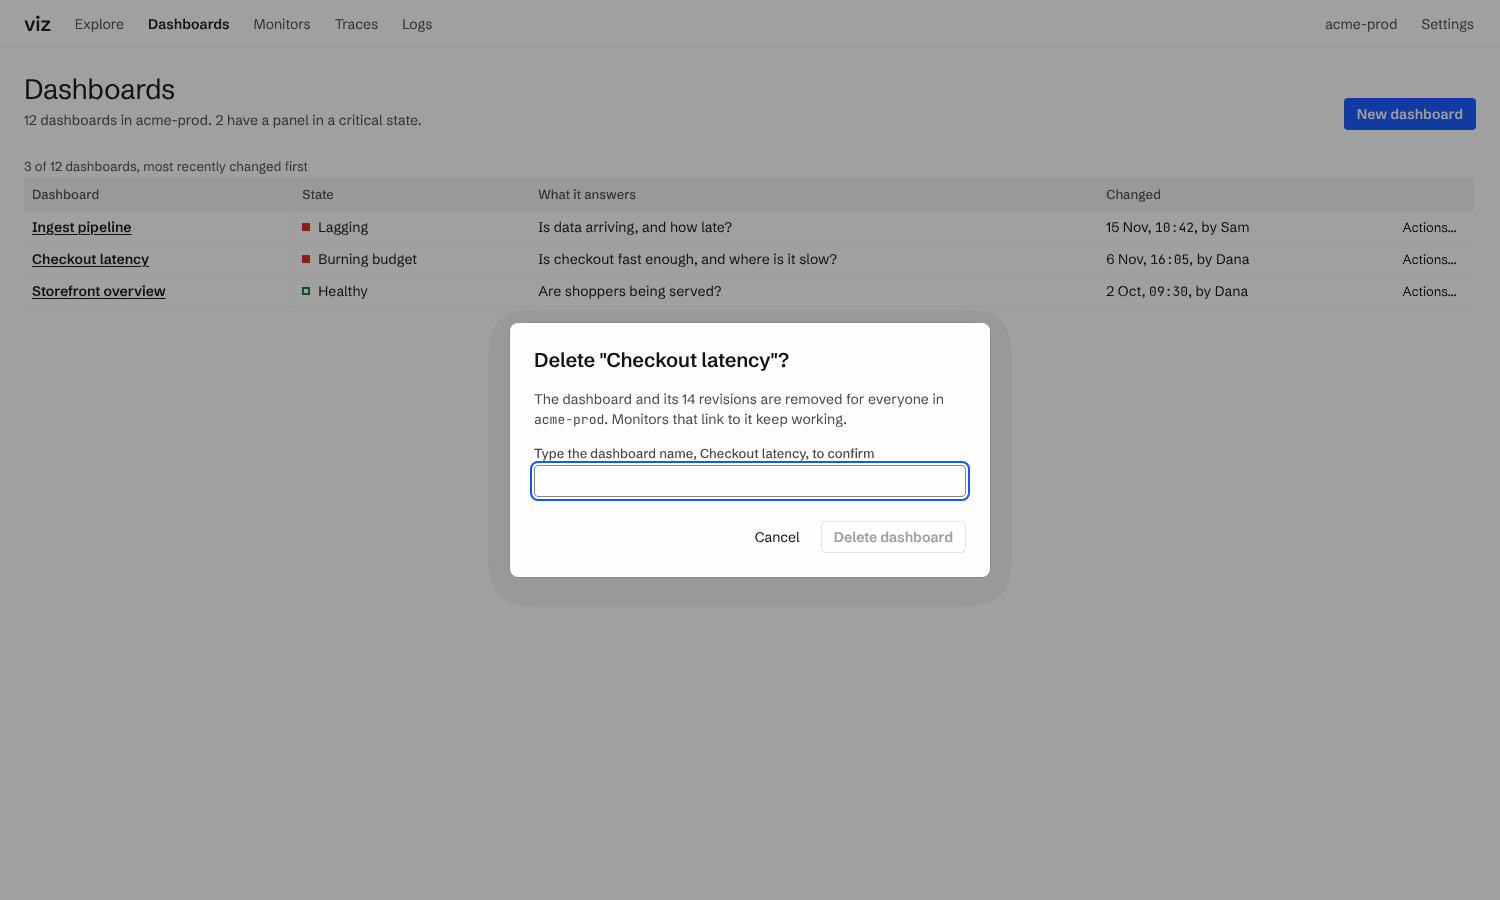 viz Explore Dashboards Monitors Traces Logs acme-prod Settings
Dashboards
12 dashboards in acme-prod. 2 have a panel in a critical state.
New dashboard
3 of 12 dashboards, most recently changed first
Dashboard State What it answers Changed
Ingest pipeline Lagging Is data arriving, and how late? 15 Nov, 10:42, by Sam Actions...
Checkout latency Burning budget Is checkout fast enough, and where is it slow? 6 Nov, 16:05, by Dana Actions...
Storefront overview Healthy Are shoppers being served? 2 Oct, 09:30, by Dana Actions...
Delete "Checkout latency"?
The dashboard and its 14 revisions are removed for everyone in
acme-prod. Monitors that link to it keep working.
Type the dashboard name, Checkout latency, to confirm
Cancel Delete dashboard